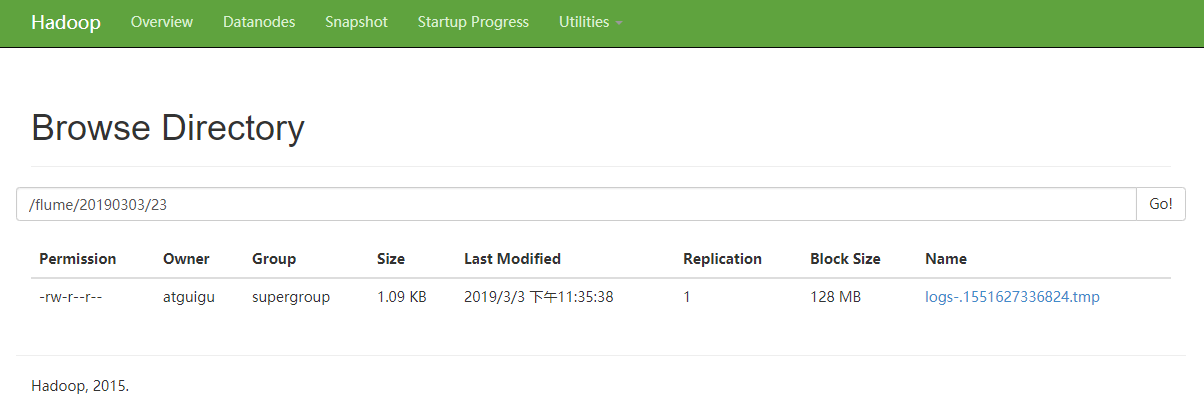 Hadoop Overview Datanodes Snapshot Startup Progress Utilities
Browse Directory
/flume/20190303/23 Go!
Permission Owner Group Size Last Modified Replication Block Size Name
-rw-r--r-- atguigu supergroup 1.09 KB 2019/3/3 下午11:35:38 1 128 MB logs-.1551627336824.tmp
Hadoop, 2015.